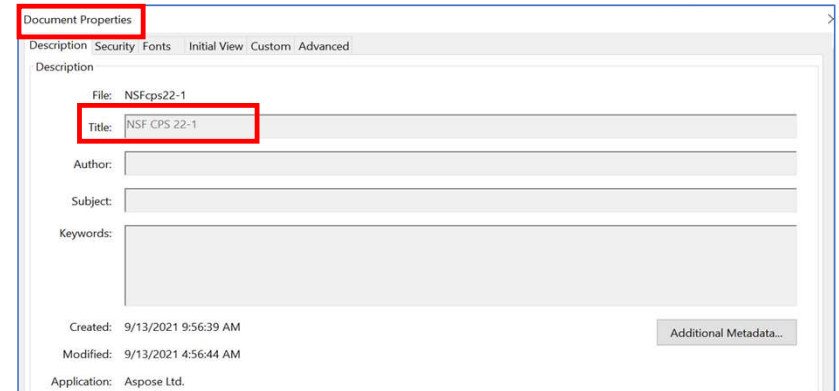 Document Properties
Description Security Fonts Initial View Custom Advanced
Description
File: NSFcps22-1
Title: NSF CPS 22-1
Author:
Subject:
Keywords:
Created: 9/13/2021 9:56:39 AM
Additional Metadata...
Modified: 9/13/2021 4:56:44 AM
Application: Aspose Ltd.